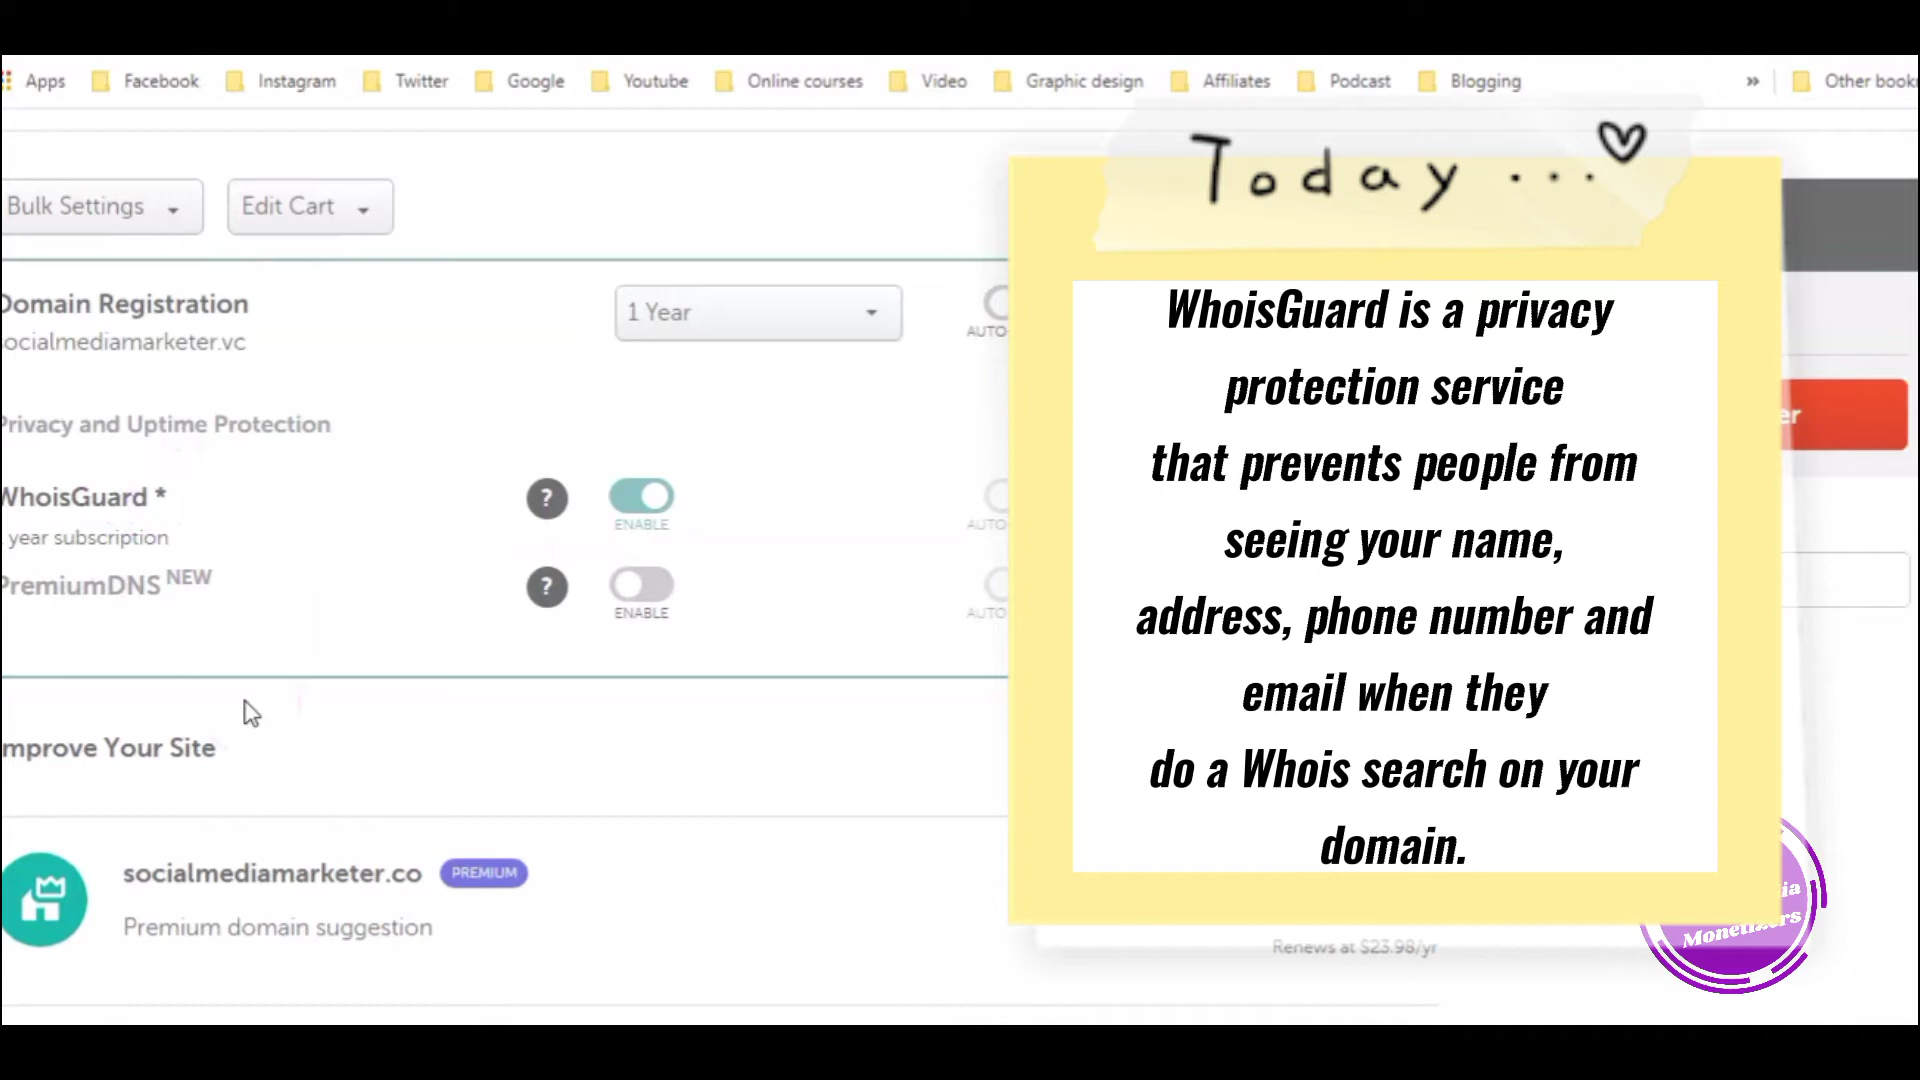 Apps Facebook Instagram Twitter Google Youtube Online courses Video Graphic design Affiliates Podcast Blogging » Other
Bulk Settings Edit Cart
Domain Registration
socialmediamarketer.vc
1 Year
AUTO-
Privacy and Uptime Protection
WhoisGuard *
year subscription
? ENABLE AUTO-
PremiumDNS NEW
? ENABLE AUTO-
Improve Your Site
socialmediamarketer.co PREMIUM
Premium domain suggestion
Today ...
WhoisGuard is a privacy
protection service
that prevents people from
seeing your name,
address, phone number and
email when they
do a Whois search on your
domain.
Renews at $23.98/yr
Monetizers